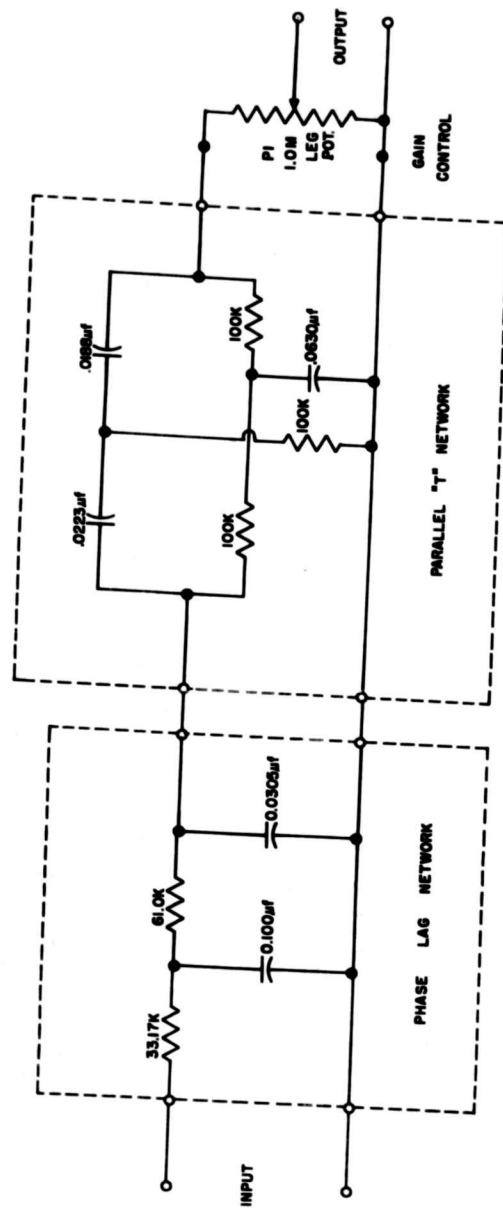 INPUT
33.17K
61.0K
0.100µf
0.0305µf
PHASE LAG NETWORK
.0223µf
.0188µf
100K
100K
100K
.0630µf
PARALLEL "T" NETWORK
P1
1.0M
LEG
POT.
OUTPUT
GAIN
CONTROL